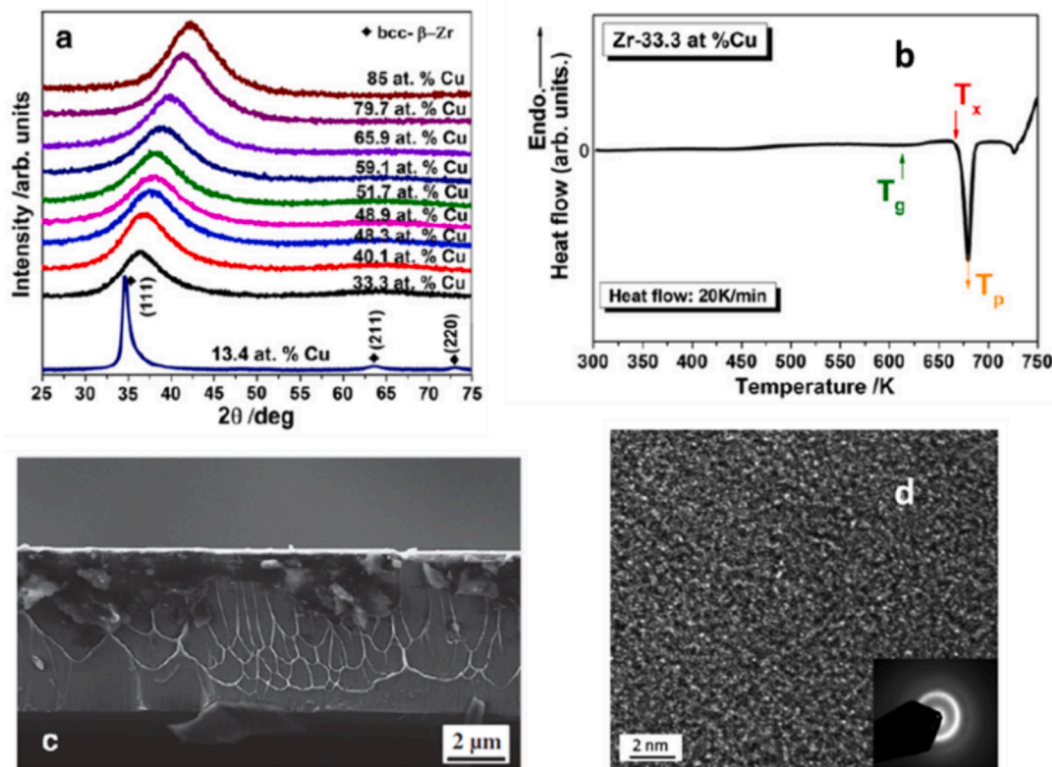 a
◆ bcc- β-Zr
85 at. % Cu
79.7 at. % Cu
65.9 at. % Cu
59.1 at. % Cu
51.7 at. % Cu
48.9 at. % Cu
48.3 at. % Cu
40.1 at. % Cu
33.3 at. % Cu
13.4 at. % Cu
(111)
(211)
(220)
Intensity /arb. units
25 30 35 40 45 50 55 60 65 70 75
2θ /deg
Zr-33.3 at %Cu
b
Tx
Tg
Tp
Heat flow: 20K/min
Endo.
Heat flow (arb. units.)
0
300 350 400 450 500 550 600 650 700 750
Temperature /K
c
2 μm
d
2 nm